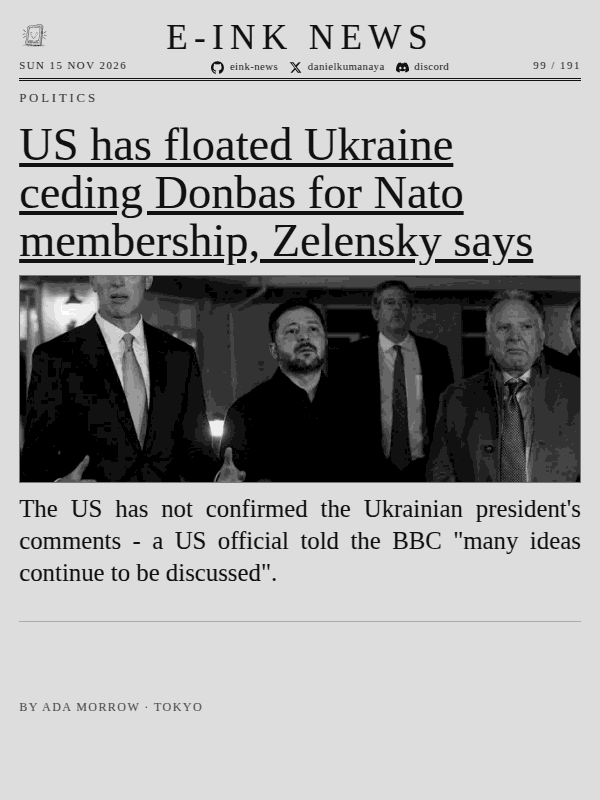 E-INK NEWS
SUN 15 NOV 2026
eink-news
danielkumanaya
discord
99 / 191
POLITICS
US has floated Ukraine
ceding Donbas for Nato
membership, Zelensky says
The US has not confirmed the Ukrainian president's
comments - a US official told the BBC "many ideas
continue to be discussed".
BY ADA MORROW · TOKYO